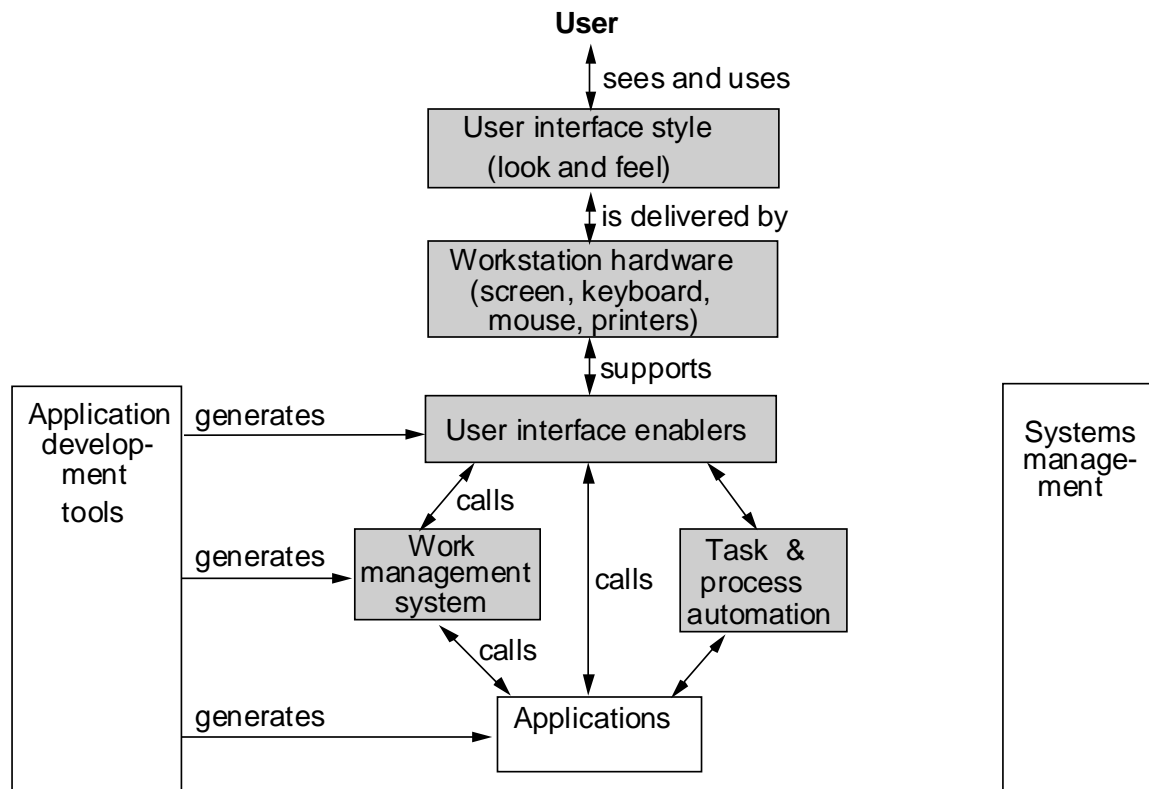 User
sees and uses
User interface style
(look and feel)
is delivered by
Workstation hardware
(screen, keyboard,
mouse, printers)
supports
Application
develop-
ment
tools
generates
User interface enablers
Systems
manage-
ment
calls
generates
Work
management
system
calls
Task & 
process
automation
calls
generates
Applications